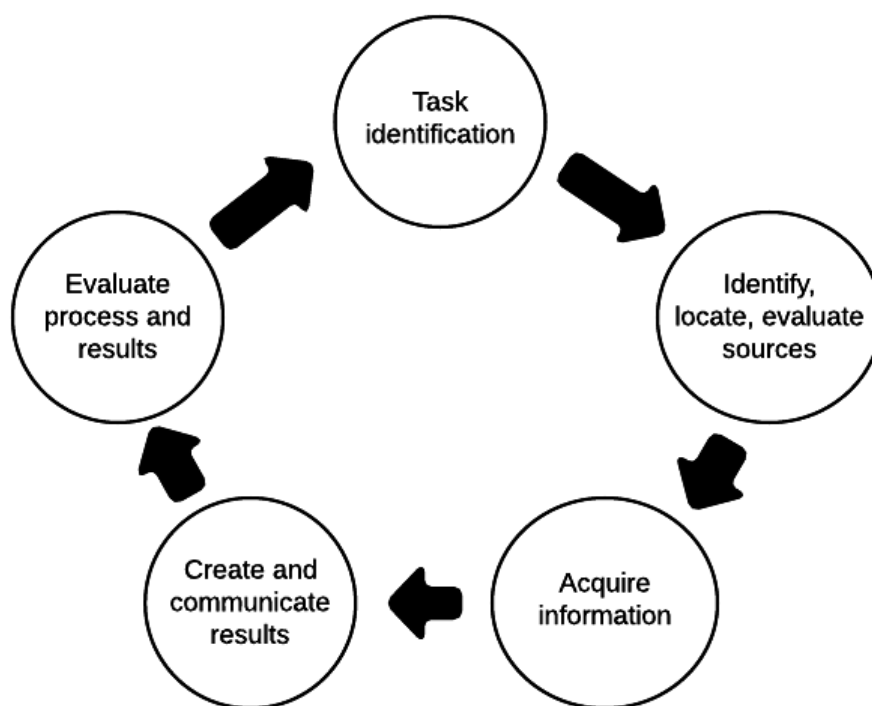 Task
identification
Identify,
locate, evaluate
sources
Acquire
information
Create and
communicate
results
Evaluate
process and
results